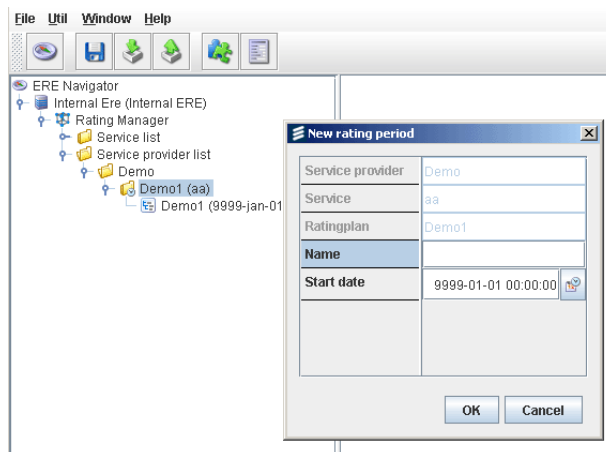 File Util Window Help
ERE Navigator
Internal Ere (Internal ERE)
Rating Manager
Service list
Service provider list
Demo
Demo1 (aa)
Demo1 (9999-jan-01
New rating period
Service provider Demo
Service aa
Ratingplan Demo1
Name
Start date 9999-01-01 00:00:00
OK Cancel